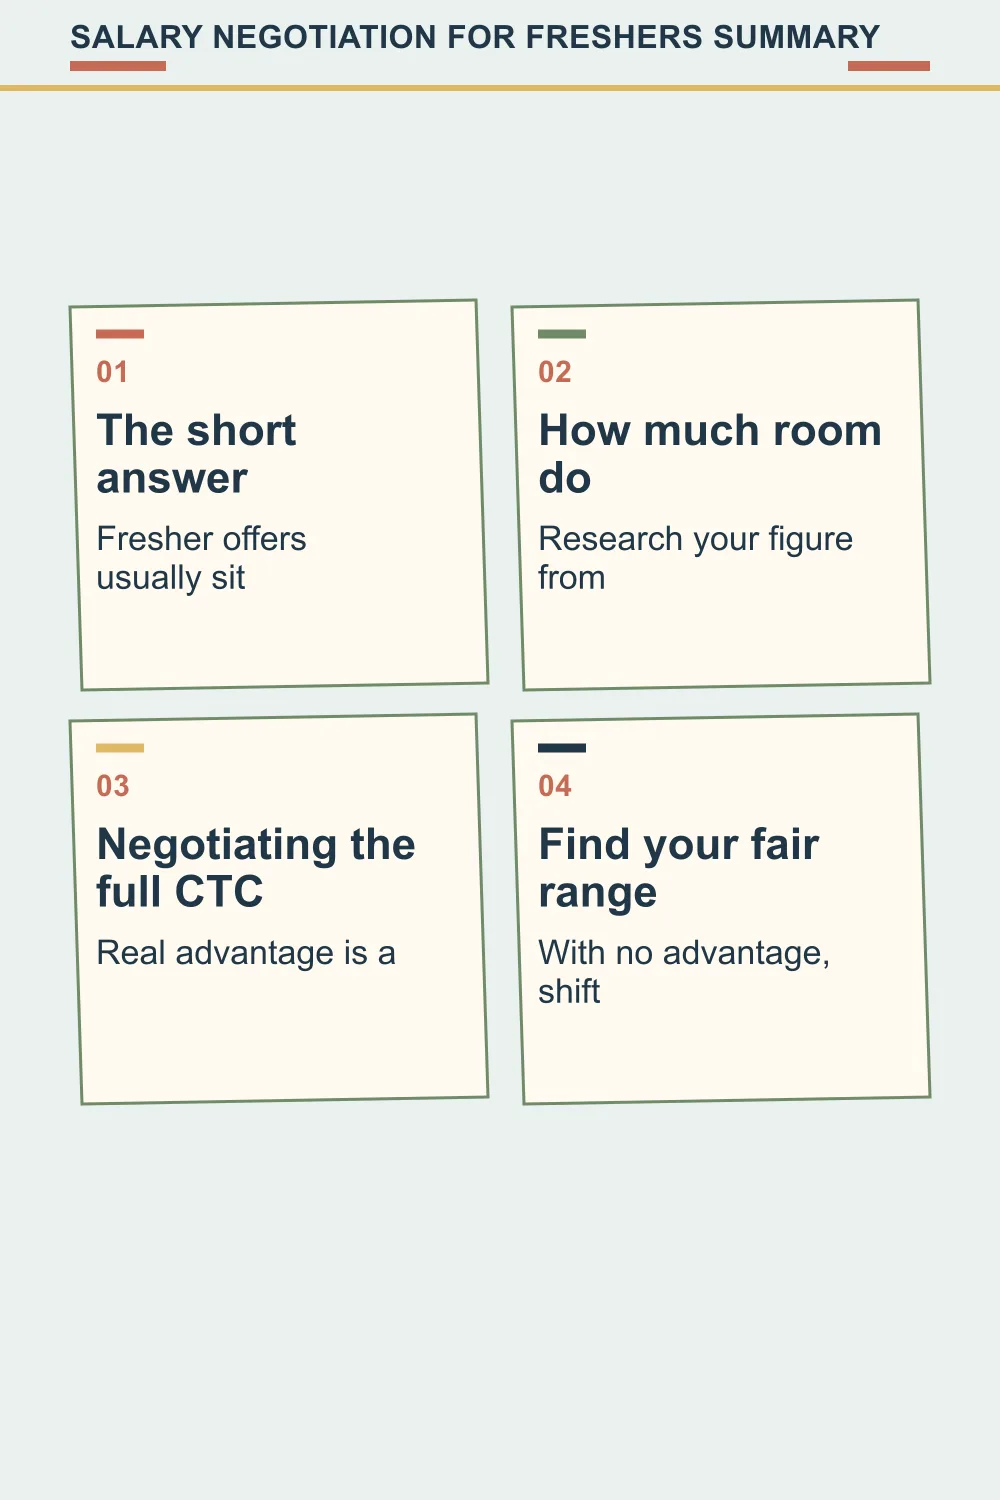 SALARY NEGOTIATION FOR FRESHERS SUMMARY
01
The short
answer
Fresher offers
usually sit
02
How much room
do
Research your figure
from
03
Negotiating the
full CTC
Real advantage is a
04
Find your fair
range
With no advantage,
shift